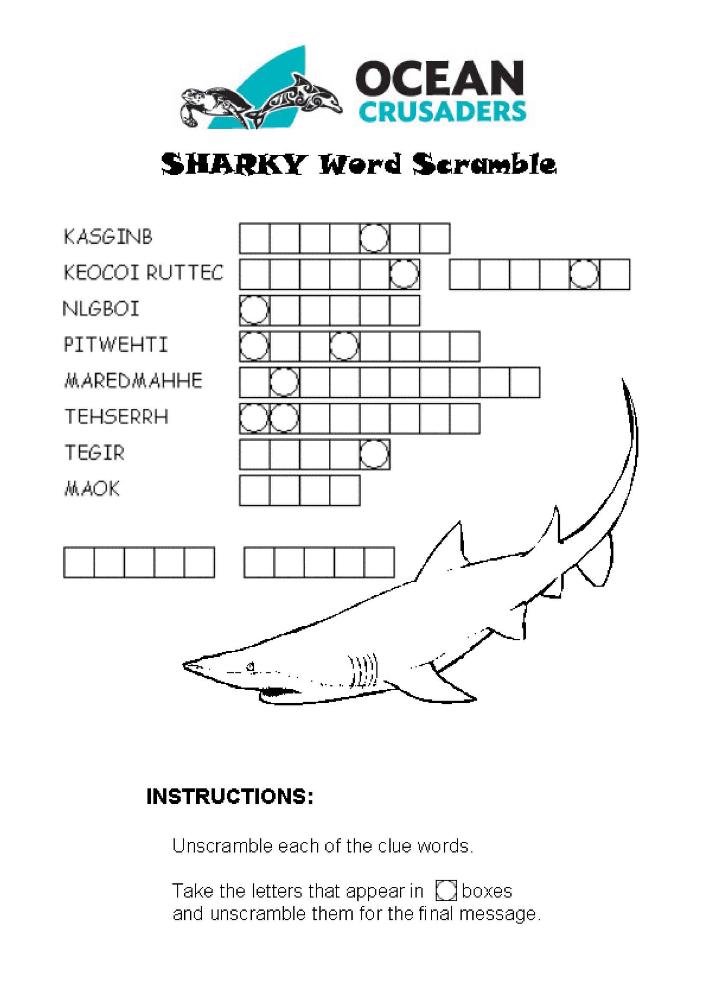 OCEAN
CRUSADERS
SHARKY Word Scramble
KASGINB
KEOCOI RUTTEC
NLGBOI
PITWEHTI
MAREDMAHHE
TEHSERRH
TEGIR
MAOK
INSTRUCTIONS:
Unscramble each of the clue words.
Take the letters that appear in boxes
and unscramble them for the final message.